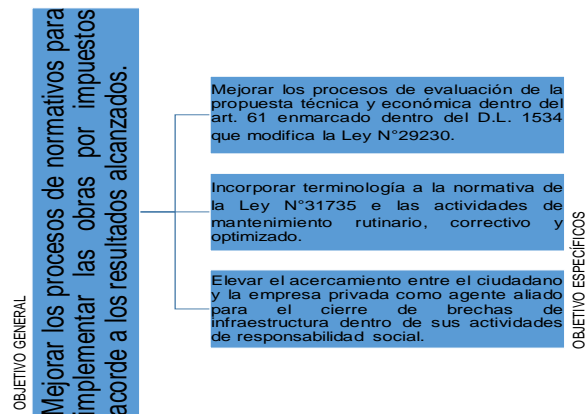 OBJETIVO GENERAL
Mejorar los procesos de normativos para
implementar las obras por impuestos
acorde a los resultados alcanzados.
Mejorar los procesos de evaluación de la
propuesta técnica y económica dentro del
art. 61 enmarcado dentro del D.L. 1534
que modifica la Ley N°29230.
Incorporar terminología a la normativa de
la Ley N°31735 e las actividades de
mantenimiento rutinario, correctivo y
optimizado.
Elevar el acercamiento entre el ciudadano
y la empresa privada como agente aliado
para el cierre de brechas de
infraestructura dentro de sus actividades
de responsabilidad social.
OBJETIVO ESPECÍFICOS